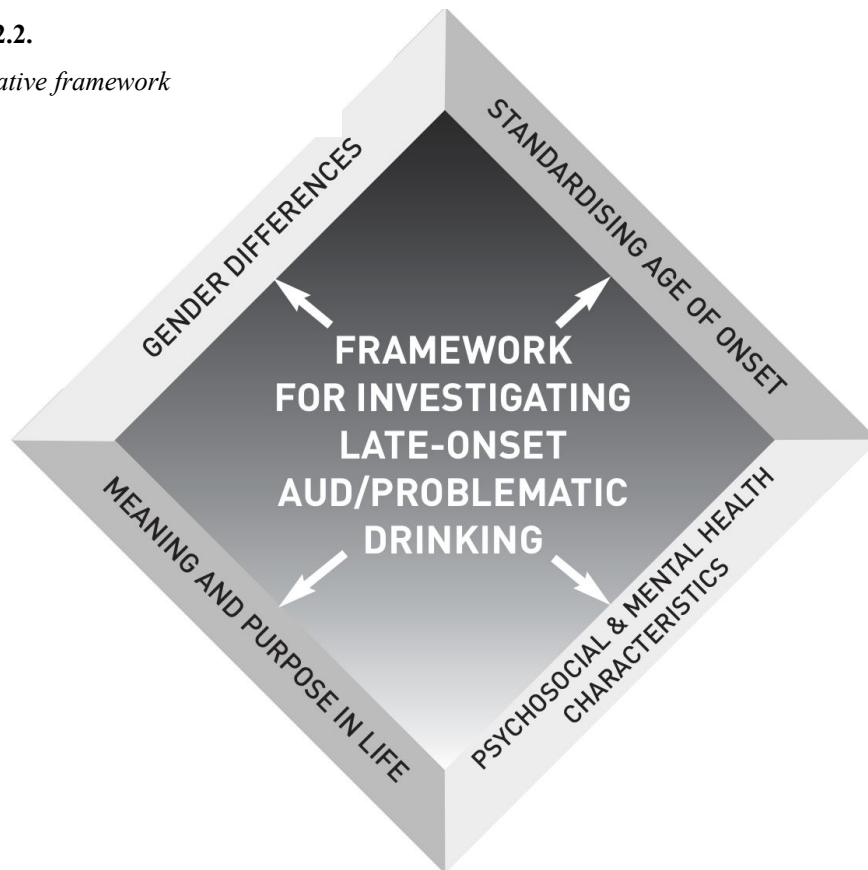 2.2.
ative framework
GENDER DIFFERENCES
STANDARDISING AGE OF ONSET
FRAMEWORK
FOR INVESTIGATING
LATE-ONSET
AUD/PROBLEMATIC
DRINKING
MEANING AND PURPOSE IN LIFE
PSYCHOSOCIAL & MENTAL HEALTH
CHARACTERISTICS